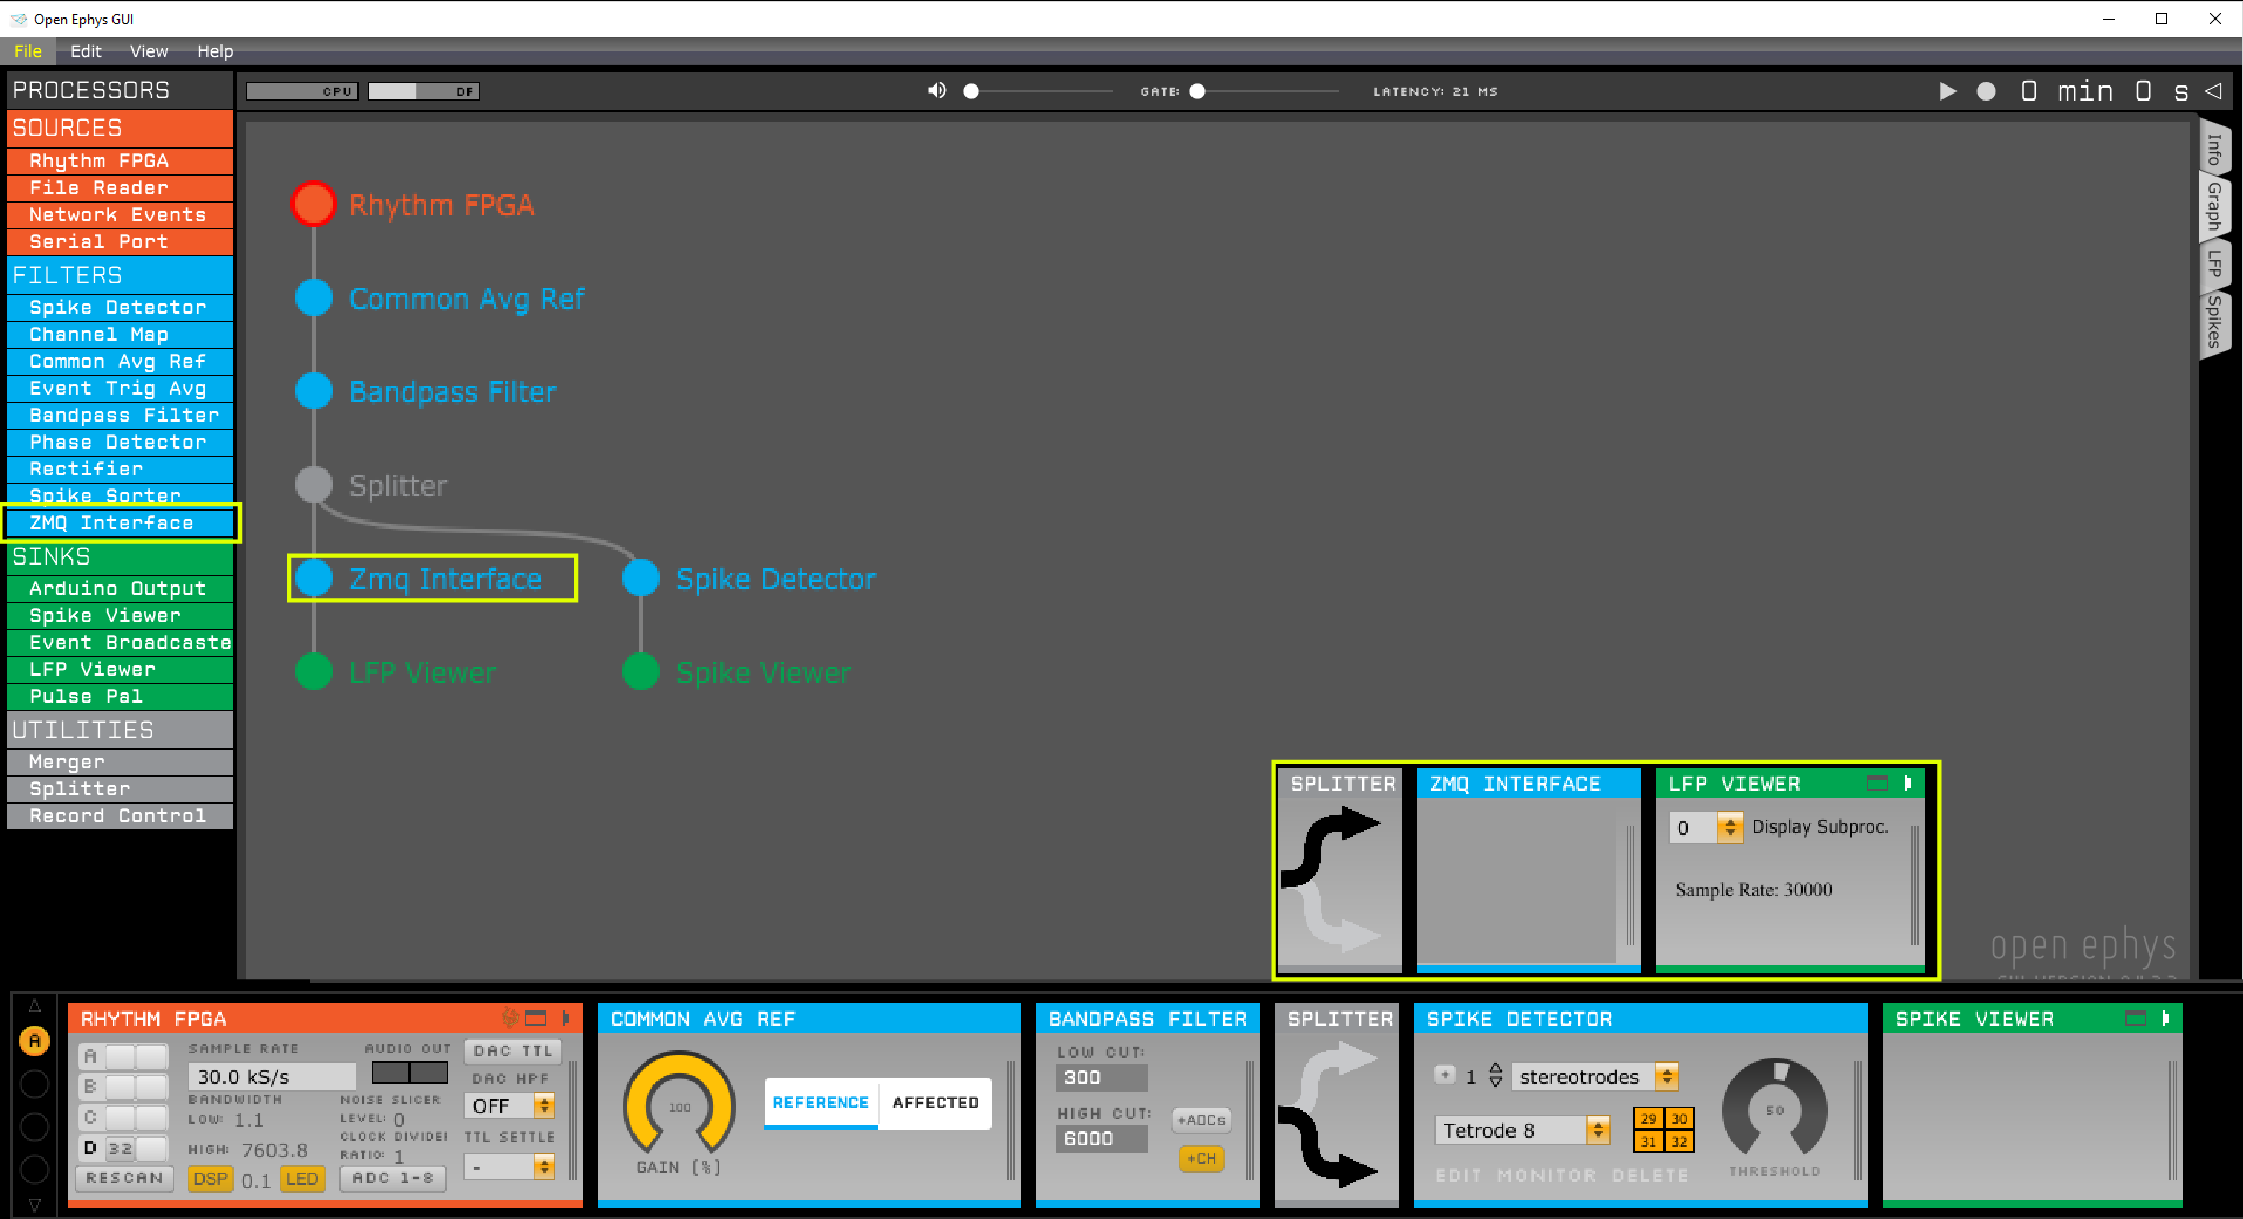 Open Ephys GUI
File Edit View Help
PROCESSORS
CPU DF
GATE:
LATENCY: 21 MS
0 min 0 s
SOURCES
Rhythm FPGA
File Reader
Network Events
Serial Port
FILTERS
Spike Detector
Channel Map
Common Avg Ref
Event Trig Avg
Bandpass Filter
Phase Detector
Rectifier
Spike Sorter
ZMQ Interface
SINKS
Arduino Output
Spike Viewer
Event Broadcaste
LFP Viewer
Pulse Pal
UTILITIES
Merger
Splitter
Record Control
Rhythm FPGA
Common Avg Ref
Bandpass Filter
Splitter
Zmq Interface
Spike Detector
LFP Viewer
Spike Viewer
Info
Graph
LFP
Spikes
SPLITTER
ZMQ INTERFACE
LFP VIEWER
0 Display Subproc.
Sample Rate: 30000
open ephys
A
RHYTHM FPGA
A
B
C
D 32
RESCAN
SAMPLE RATE
30.0 kS/s
BANDWIDTH
LOW: 1.1
HIGH: 7603.8
DSP 0.1 LED
AUDIO OUT
NOISE SLICER
LEVEL: 0
CLOCK DIVIDE
RATIO: 1
ADC 1-8
DAC TTL
DAC HPF
OFF
TTL SETTLE
-
COMMON AVG REF
100
GAIN (%)
REFERENCE AFFECTED
BANDPASS FILTER
LOW CUT:
300
HIGH CUT:
6000
+ADCs
+CH
SPLITTER
SPIKE DETECTOR
+ 1 stereotrodes
Tetrode 8
29 30
31 32
EDIT MONITOR DELETE
50
THRESHOLD
SPIKE VIEWER